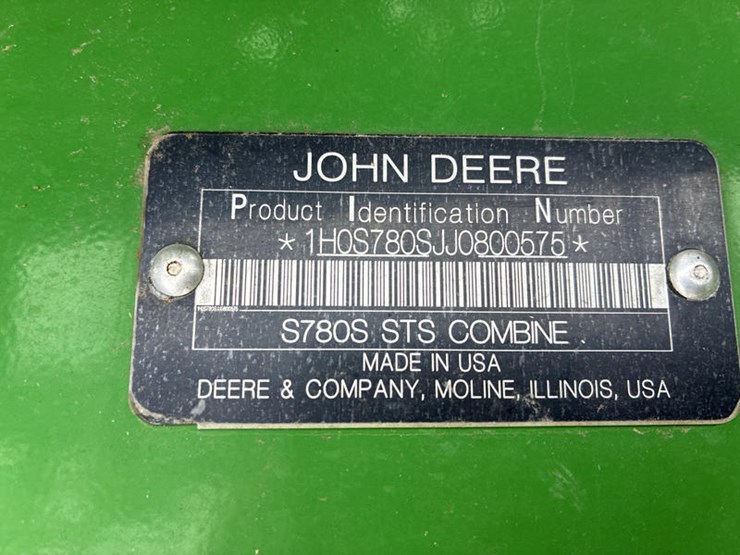 JOHN DEERE
Product Identification Number
* 1H0S780SJJ0800575 *
S780S STS COMBINE
MADE IN USA
DEERE & COMPANY, MOLINE, ILLINOIS, USA